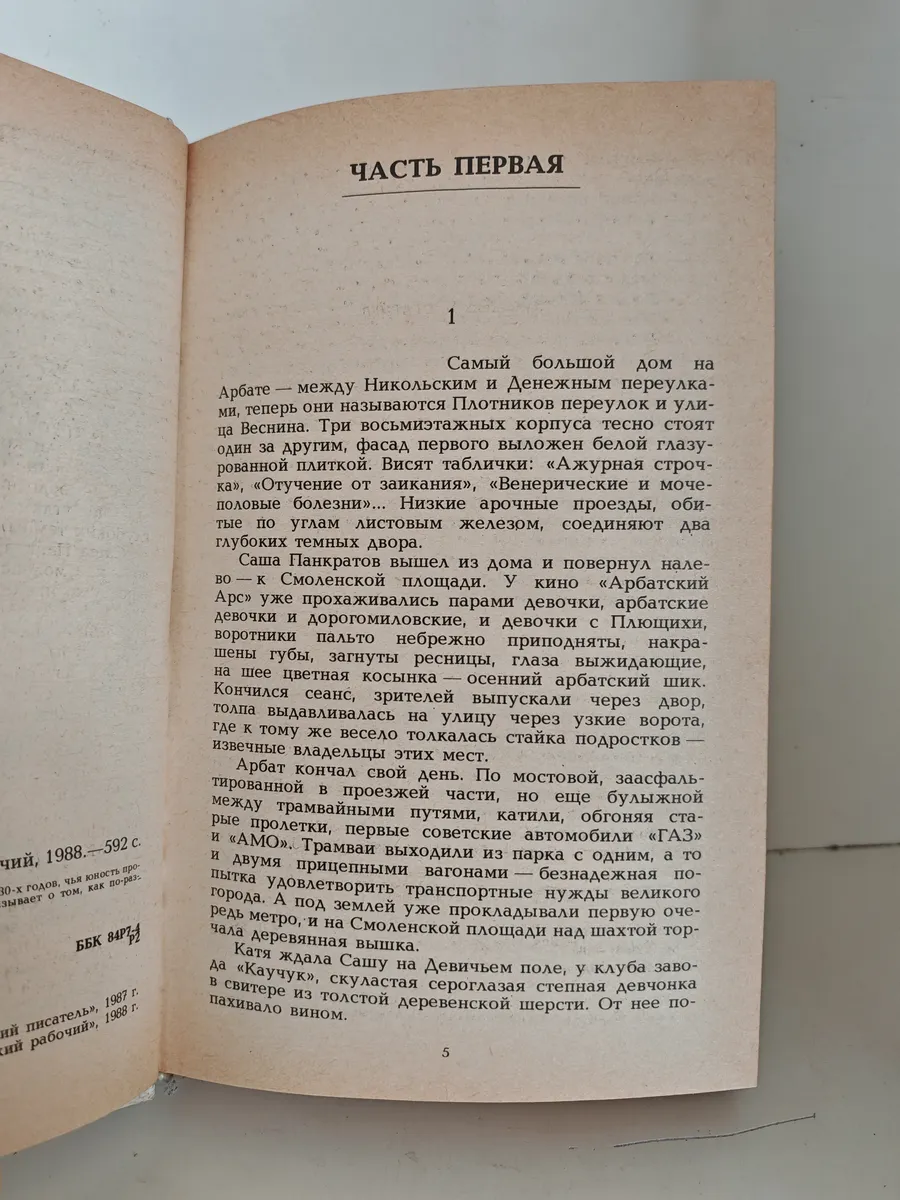 чий, 1988.—592 с.
30-х годов, чья юность про-
зывает о том, как по-раз-
ББК 84Р7-4
Р2
ий писатель», 1987 г.
кий рабочий», 1988 г.
ЧАСТЬ ПЕРВАЯ
1
Самый большой дом на
Арбате — между Никольским и Денежным переулка-
ми, теперь они называются Плотников переулок и ули-
ца Веснина. Три восьмиэтажных корпуса тесно стоят
один за другим, фасад первого выложен белой глазу-
рованной плиткой. Висят таблички: «Ажурная строч-
ка», «Отучение от заикания», «Венерические и моче-
половые болезни»... Низкие арочные проезды, оби-
тые по углам листовым железом, соединяют два
глубоких темных двора.
Саша Панкратов вышел из дома и повернул нале-
во — к Смоленской площади. У кино «Арбатский
Арс» уже прохаживались парами девочки, арбатские
девочки и дорогомиловские, и девочки с Плющихи,
воротники пальто небрежно приподняты, накра-
шены губы, загнуты ресницы, глаза выжидающие,
на шее цветная косынка — осенний арбатский шик.
Кончился сеанс, зрителей выпускали через двор,
толпа выдавливалась на улицу через узкие ворота,
где к тому же весело толкалась стайка подростков —
извечные владельцы этих мест.
Арбат кончал свой день. По мостовой, заасфаль-
тированной в проезжей части, но еще булыжной
между трамвайными путями, катили, обгоняя ста-
рые пролетки, первые советские автомобили «ГАЗ»
и «АМО». Трамваи выходили из парка с одним, а то
и двумя прицепными вагонами — безнадежная по-
пытка удовлетворить транспортные нужды великого
города. А под землей уже прокладывали первую оче-
редь метро, и на Смоленской площади над шахтой тор-
чала деревянная вышка.
Катя ждала Сашу на Девичьем поле, у клуба заво-
да «Каучук», скуластая сероглазая степная девчонка
в свитере из толстой деревенской шерсти. От нее по-
пахивало вином.
5